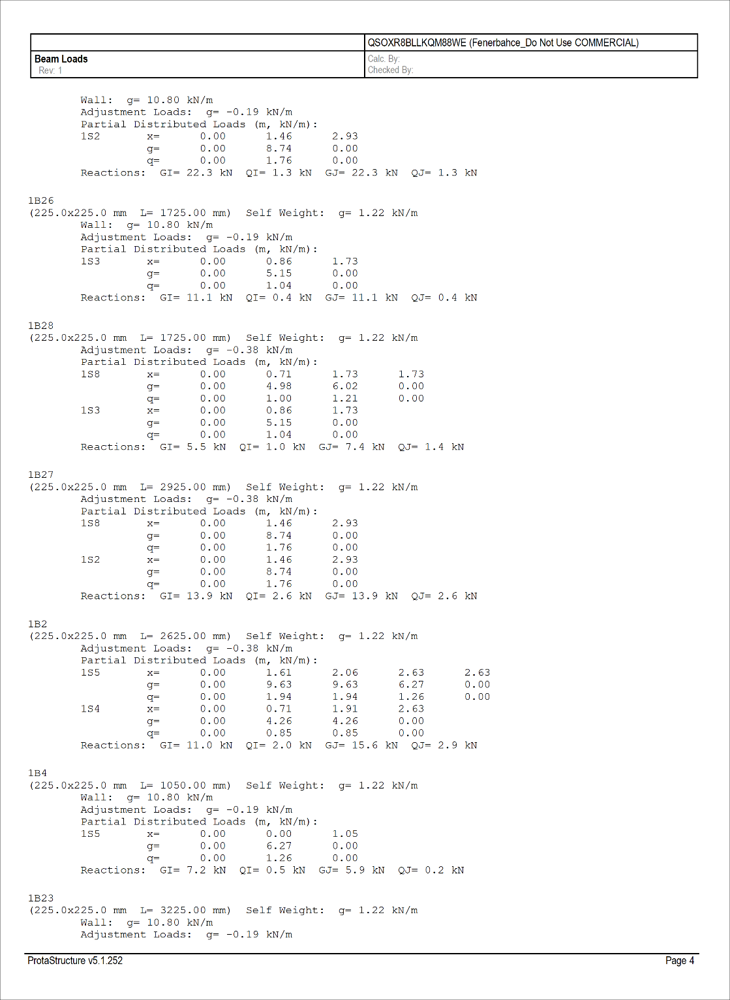 QSOXR8BLLKQM88WE (Fenerbahce_Do Not Use COMMERCIAL)
Beam Loads
Rev: 1
Calc. By:
Checked By:
Wall: g= 10.80 kN/m
Adjustment Loads: g= -0.19 kN/m
Partial Distributed Loads (m, kN/m):
1S2 x= 0.00 1.46 2.93
g= 0.00 8.74 0.00
q= 0.00 1.76 0.00
Reactions: GI= 22.3 kN QI= 1.3 kN GJ= 22.3 kN QJ= 1.3 kN
1B26
(225.0x225.0 mm L= 1725.00 mm) Self Weight: g= 1.22 kN/m
Wall: g= 10.80 kN/m
Adjustment Loads: g= -0.19 kN/m
Partial Distributed Loads (m, kN/m):
1S3 x= 0.00 0.86 1.73
g= 0.00 5.15 0.00
q= 0.00 1.04 0.00
Reactions: GI= 11.1 kN QI= 0.4 kN GJ= 11.1 kN QJ= 0.4 kN
1B28
(225.0x225.0 mm L= 1725.00 mm) Self Weight: g= 1.22 kN/m
Adjustment Loads: g= -0.38 kN/m
Partial Distributed Loads (m, kN/m):
1S8 x= 0.00 0.71 1.73 1.73
g= 0.00 4.98 6.02 0.00
q= 0.00 1.00 1.21 0.00
1S3 x= 0.00 0.86 1.73
g= 0.00 5.15 0.00
q= 0.00 1.04 0.00
Reactions: GI= 5.5 kN QI= 1.0 kN GJ= 7.4 kN QJ= 1.4 kN
1B27
(225.0x225.0 mm L= 2925.00 mm) Self Weight: g= 1.22 kN/m
Adjustment Loads: g= -0.38 kN/m
Partial Distributed Loads (m, kN/m):
1S8 x= 0.00 1.46 2.93
g= 0.00 8.74 0.00
q= 0.00 1.76 0.00
1S2 x= 0.00 1.46 2.93
g= 0.00 8.74 0.00
q= 0.00 1.76 0.00
Reactions: GI= 13.9 kN QI= 2.6 kN GJ= 13.9 kN QJ= 2.6 kN
1B2
(225.0x225.0 mm L= 2625.00 mm) Self Weight: g= 1.22 kN/m
Adjustment Loads: g= -0.38 kN/m
Partial Distributed Loads (m, kN/m):
1S5 x= 0.00 1.61 2.06 2.63 2.63
g= 0.00 9.63 9.63 6.27 0.00
q= 0.00 1.94 1.94 1.26 0.00
1S4 x= 0.00 0.71 1.91 2.63
g= 0.00 4.26 4.26 0.00
q= 0.00 0.85 0.85 0.00
Reactions: GI= 11.0 kN QI= 2.0 kN GJ= 15.6 kN QJ= 2.9 kN
1B4
(225.0x225.0 mm L= 1050.00 mm) Self Weight: g= 1.22 kN/m
Wall: g= 10.80 kN/m
Adjustment Loads: g= -0.19 kN/m
Partial Distributed Loads (m, kN/m):
1S5 x= 0.00 0.00 1.05
g= 0.00 6.27 0.00
q= 0.00 1.26 0.00
Reactions: GI= 7.2 kN QI= 0.5 kN GJ= 5.9 kN QJ= 0.2 kN
1B23
(225.0x225.0 mm L= 3225.00 mm) Self Weight: g= 1.22 kN/m
Wall: g= 10.80 kN/m
Adjustment Loads: g= -0.19 kN/m
ProtaStructure v5.1.252 Page 4